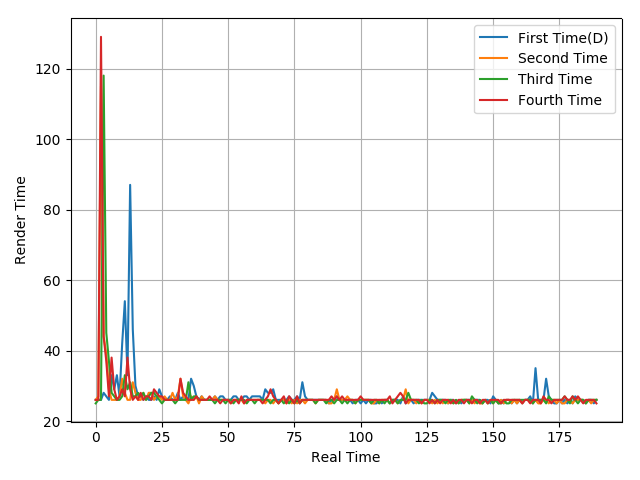 First Time(D)
Second Time
Third Time
Fourth Time
Render Time
120
100
80
60
40
20
0 25 50 75 100 125 150 175
Real Time